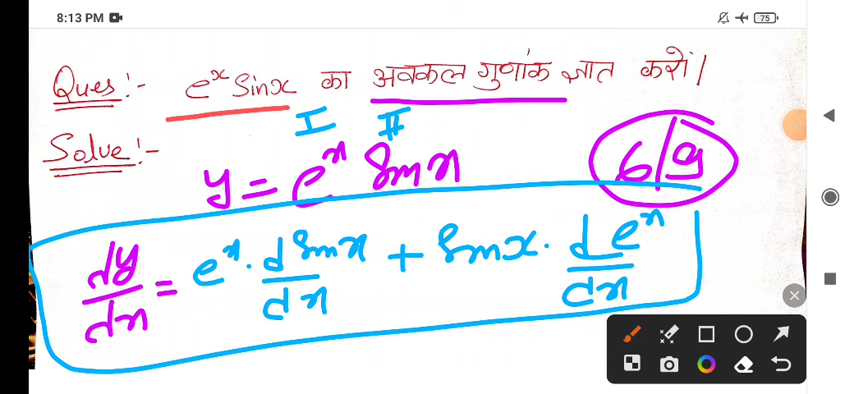 8:13 PM
75
Ques:- e^x Sinx का अवकल गुणांक ज्ञात करो।
I II
Solve:-
y = e^x Sinx
6/9
dy/dx = e^x . d Sinx/dx + Sinx . d e^x/dx